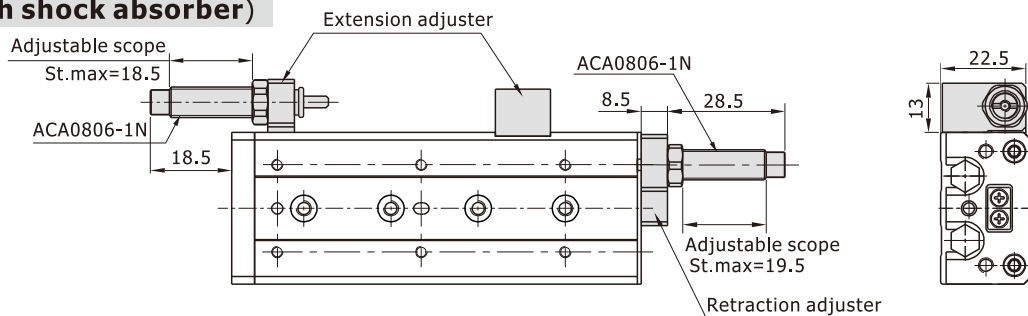 h shock absorber)
Extension adjuster
Adjustable scope
St.max=18.5
ACA0806-1N
22.5
8.5
28.5
13
ACA0806-1N
18.5
Adjustable scope
St.max=19.5
Retraction adjuster